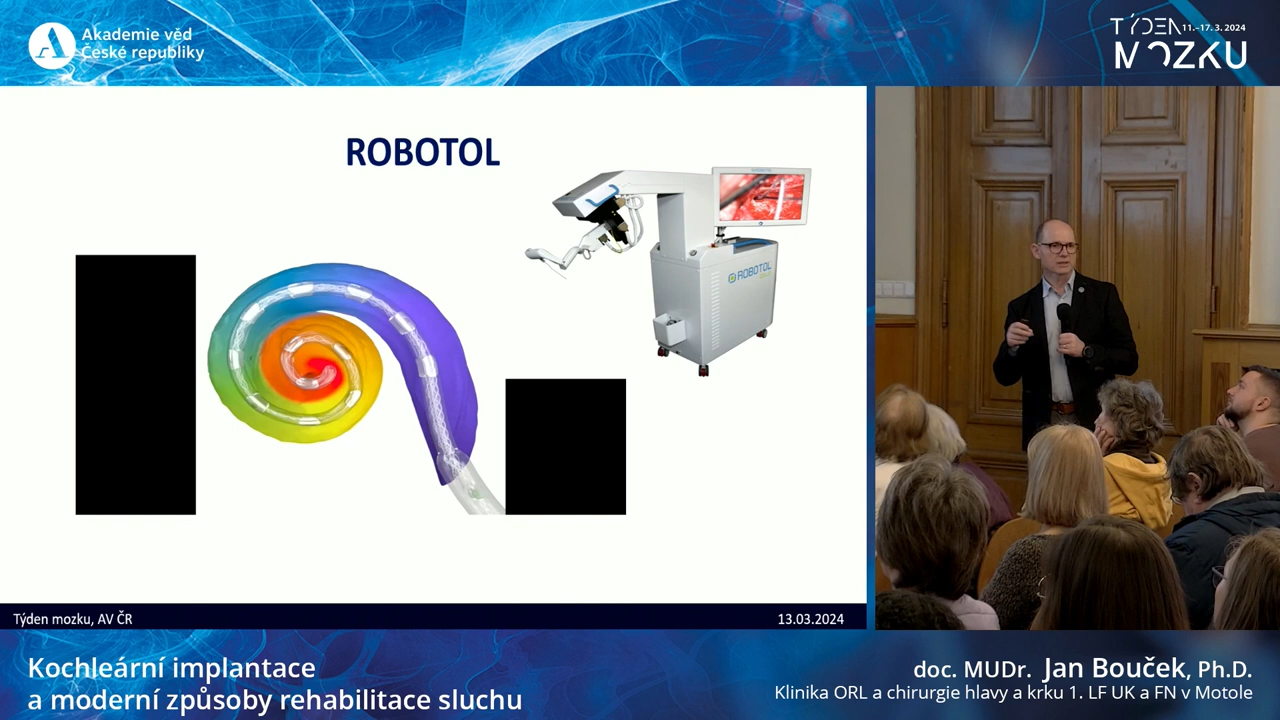 Akademie věd
České republiky
TÝDEN 11.–17. 3. 2024
MOZKU
ROBOTOL
ROBOTOL
Týden mozku, AV ČR
13.03.2024
Kochleární implantace
a moderní způsoby rehabilitace sluchu
doc. MUDr. Jan Bouček, Ph.D.
Klinika ORL a chirurgie hlavy a krku 1. LF UK a FN v Motole